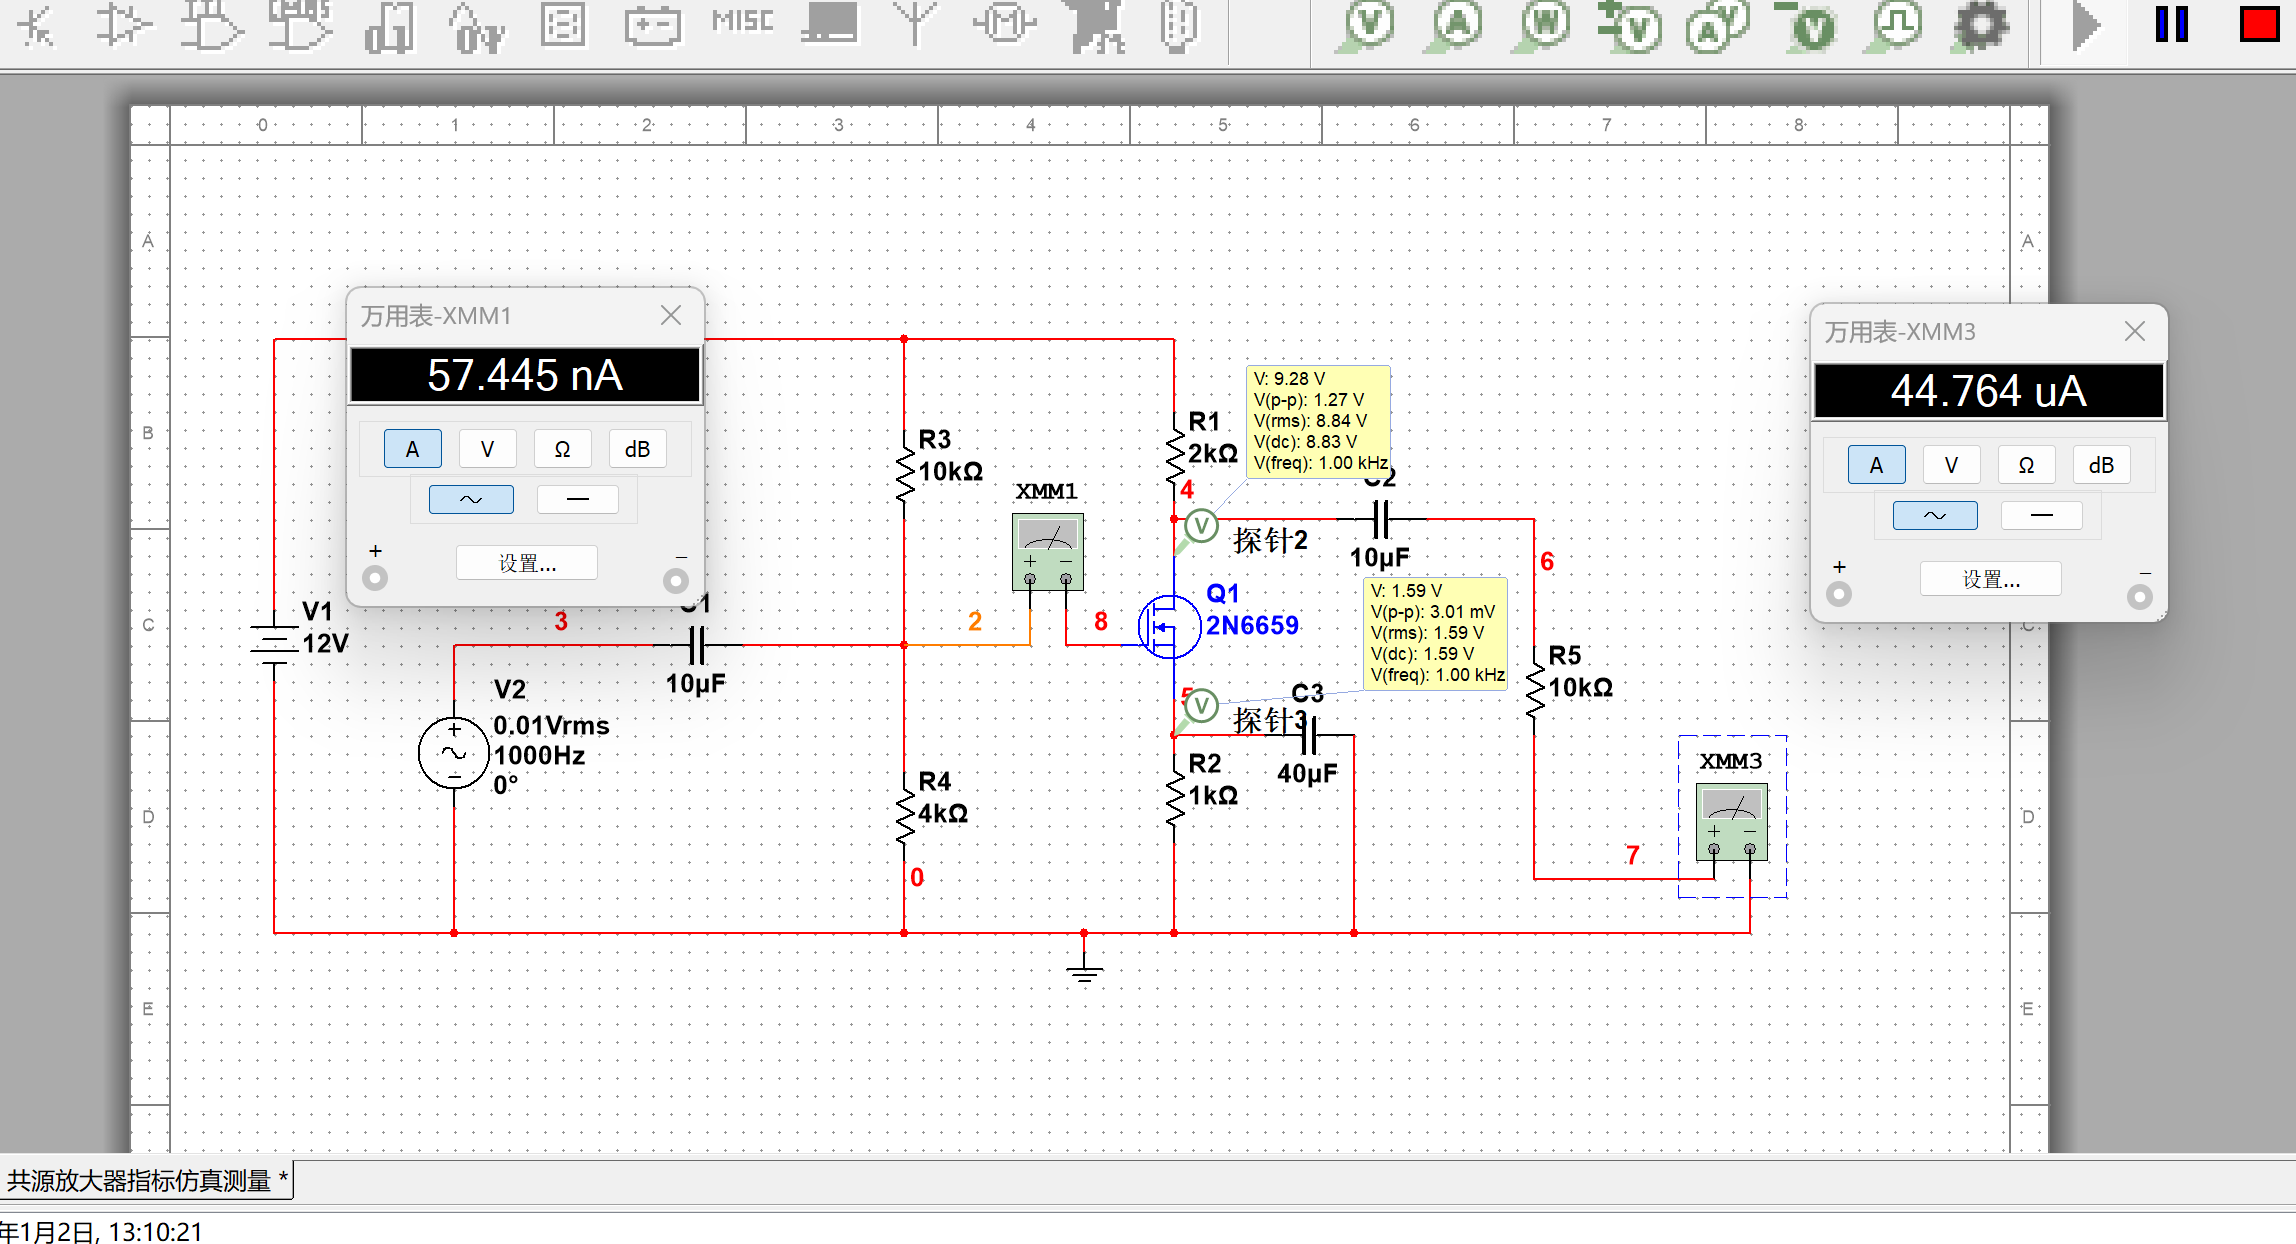 MISC
V
A
W
V
A
V
V
0
1
2
3
4
5
6
7
8
A
A
B
C
C
D
D
E
E
万用表-XMM1
57.445 nA
A
V
Ω
dB
+
设置...
万用表-XMM3
44.764 uA
A
V
Ω
dB
+
设置...
V: 9.28 V
V(p-p): 1.27 V
V(rms): 8.84 V
V(dc): 8.83 V
V(freq): 1.00 kHz
R1
2kΩ
4
R3
10kΩ
XMM1
探针2
10μF
6
Q1
2N6659
V: 1.59 V
V(p-p): 3.01 mV
V(rms): 1.59 V
V(dc): 1.59 V
V(freq): 1.00 kHz
V1
12V
3
10μF
2
8
V2
0.01Vrms
1000Hz
0°
5
探针3
C3
40μF
R5
10kΩ
R2
1kΩ
R4
4kΩ
0
XMM3
7
共源放大器指标仿真测量 *
年1月2日, 13:10:21